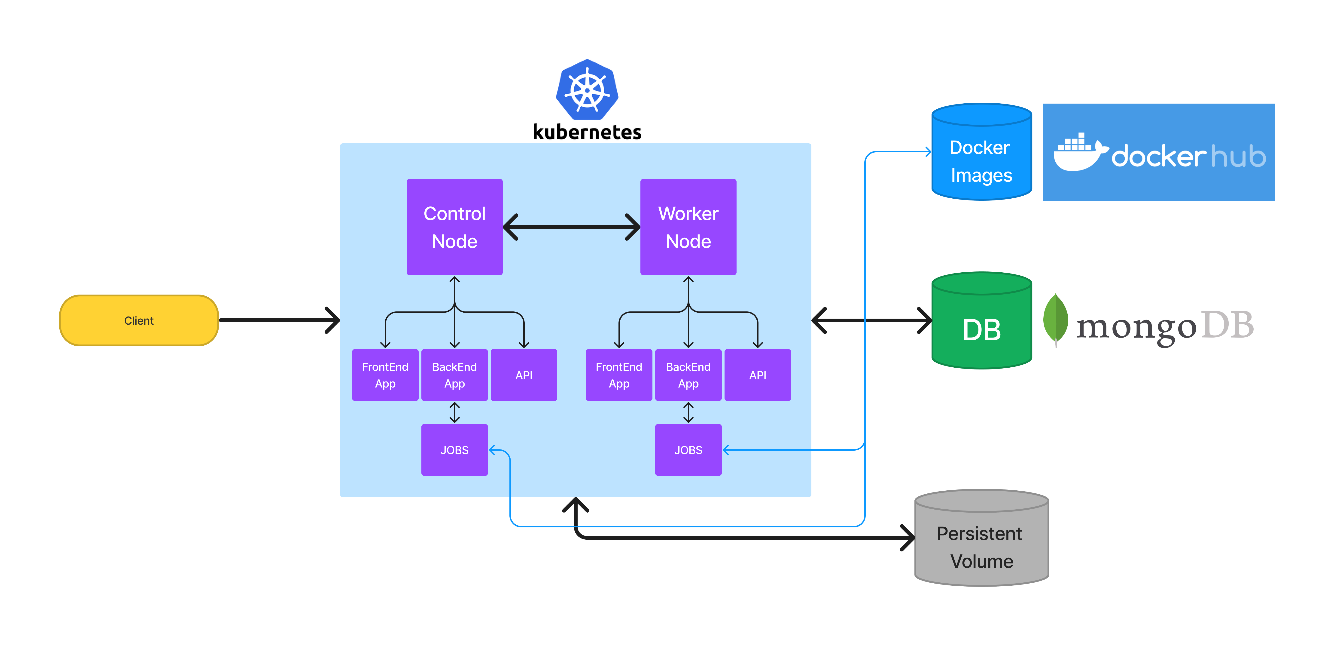 kubernetes
Docker
Images
dockerhub
Control
Node
Worker
Node
Client
DB
mongoDB
FrontEnd
App
BackEnd
App
API
FrontEnd
App
BackEnd
App
API
JOBS
JOBS
Persistent
Volume